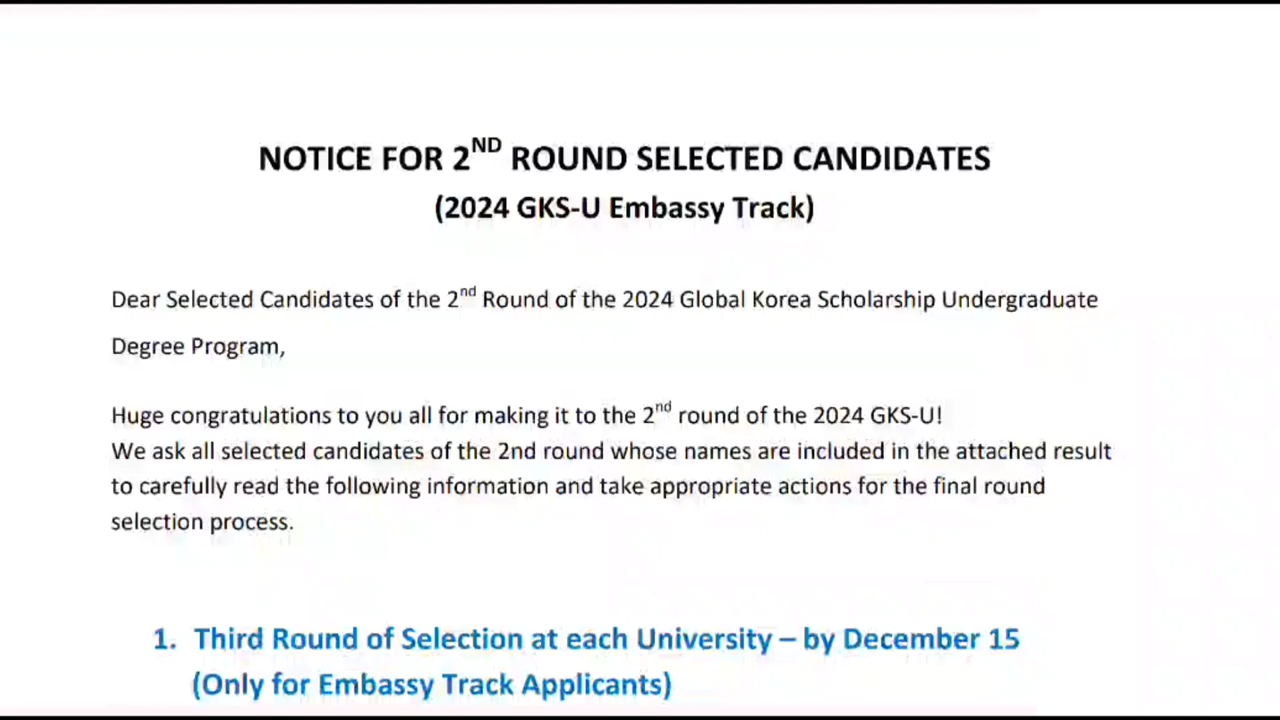 NOTICE FOR 2ND ROUND SELECTED CANDIDATES
(2024 GKS-U Embassy Track)
Dear Selected Candidates of the 2nd Round of the 2024 Global Korea Scholarship Undergraduate
Degree Program,
Huge congratulations to you all for making it to the 2nd round of the 2024 GKS-U!
We ask all selected candidates of the 2nd round whose names are included in the attached result
to carefully read the following information and take appropriate actions for the final round
selection process.
1. Third Round of Selection at each University – by December 15
(Only for Embassy Track Applicants)